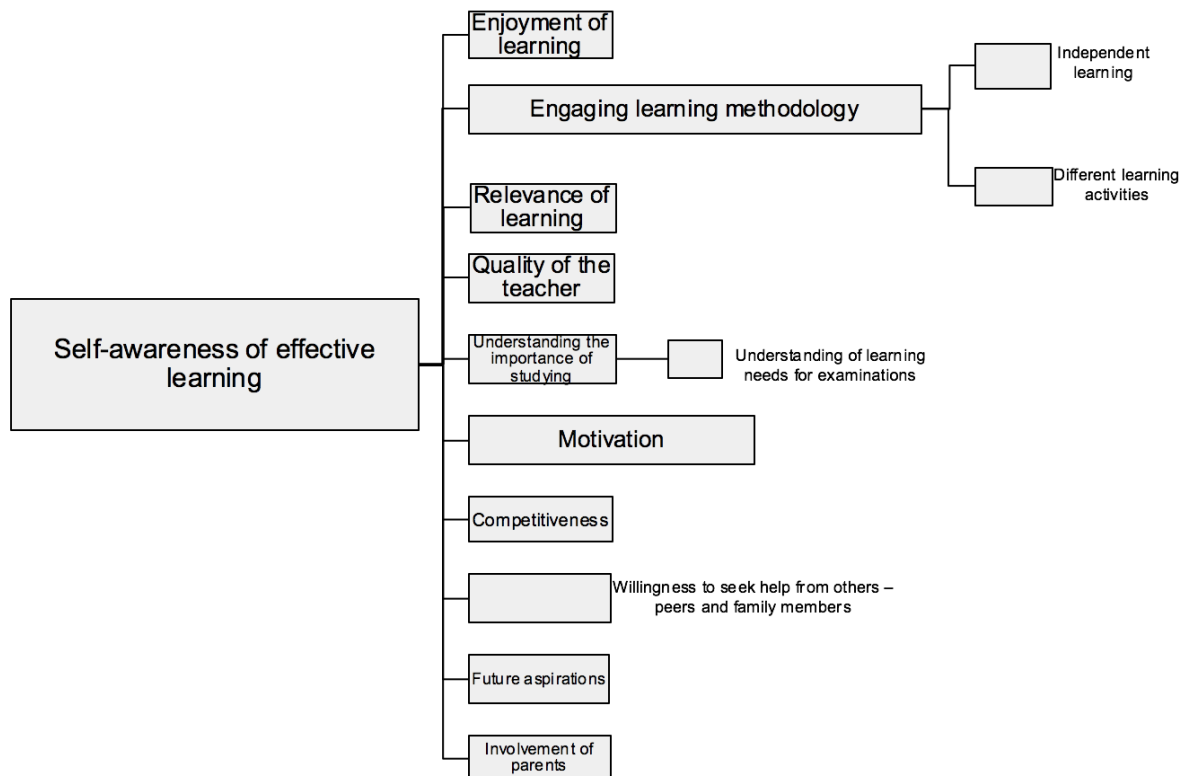 Enjoyment of
learning
Independent
learning
Engaging learning methodology
Different learning
activities
Relevance of
learning
Quality of the
teacher
Self-awareness of effective
learning
Understanding the
importance of
studying
Understanding of learning
needs for examinations
Motivation
Competitiveness
Willingness to seek help from others –
peers and family members
Future aspirations
Involvement of
parents